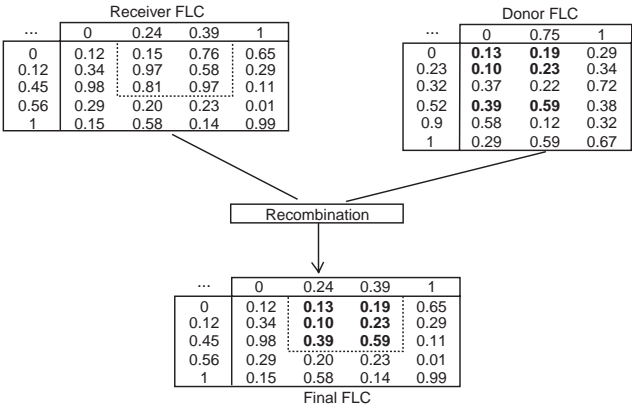 Receiver FLC
... 0 0.24 0.39 1
0 0.12 0.15 0.76 0.65
0.12 0.34 0.97 0.58 0.29
0.45 0.98 0.81 0.97 0.11
0.56 0.29 0.20 0.23 0.01
1 0.15 0.58 0.14 0.99
Donor FLC
... 0 0.75 1
0 0.13 0.19 0.29
0.23 0.10 0.23 0.34
0.32 0.37 0.22 0.72
0.52 0.39 0.59 0.38
0.9 0.58 0.12 0.32
1 0.29 0.59 0.67
Recombination
... 0 0.24 0.39 1
0 0.12 0.13 0.19 0.65
0.12 0.34 0.10 0.23 0.29
0.45 0.98 0.39 0.59 0.11
0.56 0.29 0.20 0.23 0.01
1 0.15 0.58 0.14 0.99
Final FLC